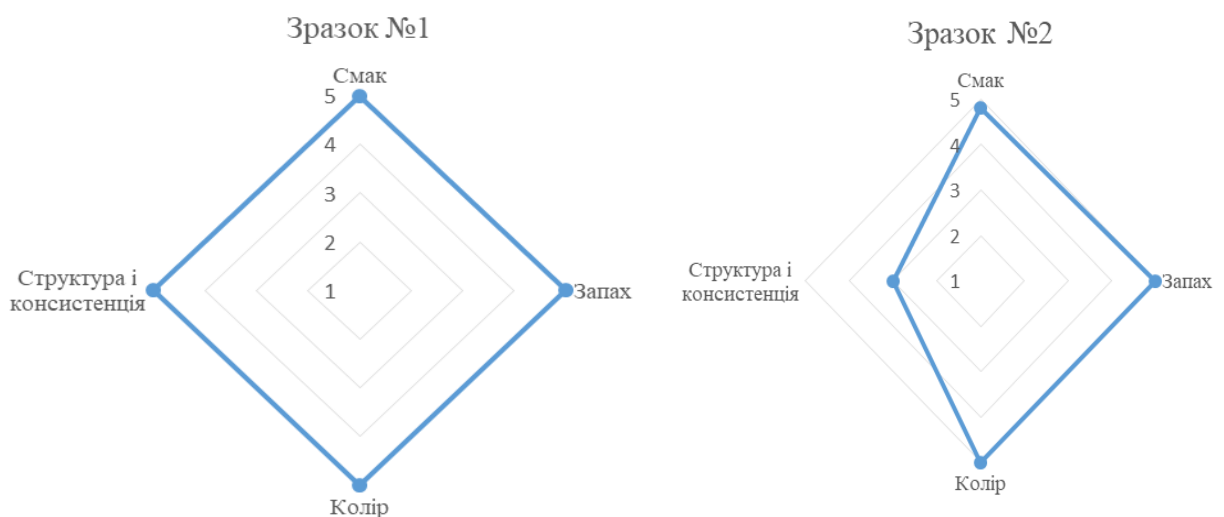 Зразок №1
Смак
5
4
3
2
1
Структура і
консистенція
Запах
Колір
Зразок №2
Смак
5
4
3
2
1
Структура і
консистенція
Запах
Колір